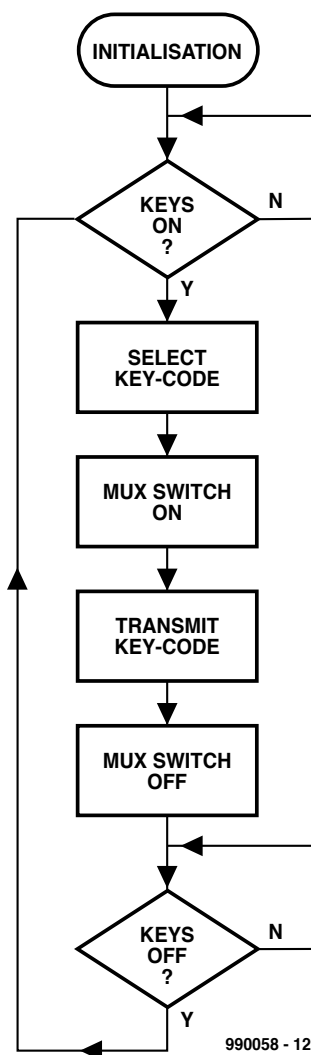 INITIALISATION
KEYS
ON
?
N
Y
SELECT
KEY-CODE
MUX SWITCH
ON
TRANSMIT
KEY-CODE
MUX SWITCH
OFF
KEYS
OFF
?
N
Y
990058 - 12